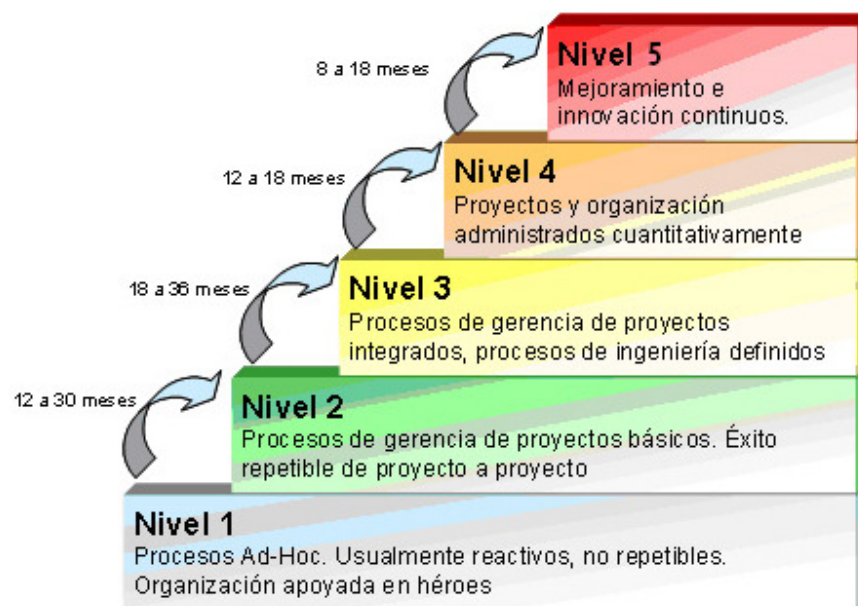 8 a 18 meses
Nivel 5
Mejoramiento e
innovación continuos.
12 a 18 meses
Nivel 4
Proyectos y organización
administrados cuantitativamente
18 a 36 meses
Nivel 3
Procesos de gerencia de proyectos
integrados, procesos de ingeniería definidos
12 a 30 meses
Nivel 2
Procesos de gerencia de proyectos básicos. Éxito
repetible de proyecto a proyecto
Nivel 1
Procesos Ad-Hoc. Usualmente reactivos, no repetibles.
Organización apoyada en héroes